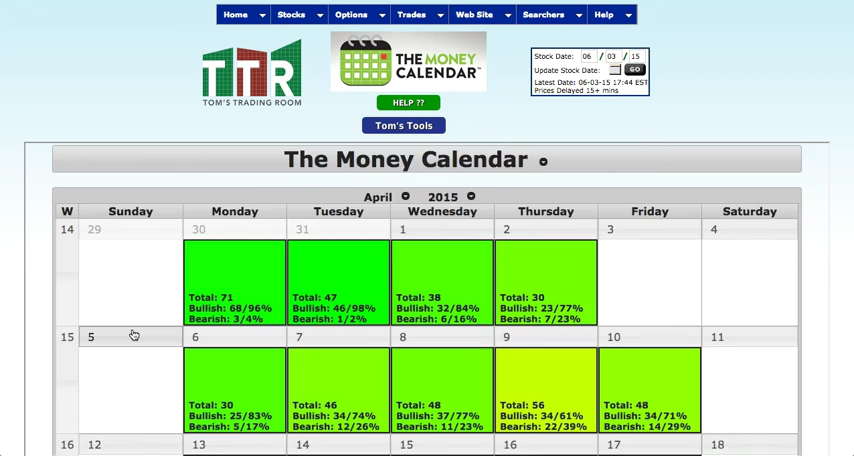 Home Stocks Options Trades Web Site Searchers Help
TTR
TOM'S TRADING ROOM
THE MONEY
CALENDAR™
HELP ??
Tom's Tools
Stock Date: 06 / 03 / 15
Update Stock Date: GO
Latest Date: 06-03-15 17:44 EST
Prices Delayed 15+ mins
The Money Calendar
April 2015
W Sunday Monday Tuesday Wednesday Thursday Friday Saturday
14 29 30 31 1 2 3 4
Total: 71 Total: 47 Total: 38 Total: 30
Bullish: 68/96% Bullish: 46/98% Bullish: 32/84% Bullish: 23/77%
Bearish: 3/4% Bearish: 1/2% Bearish: 6/16% Bearish: 7/23%
15 5 6 7 8 9 10 11
Total: 30 Total: 46 Total: 48 Total: 56 Total: 48
Bullish: 25/83% Bullish: 34/74% Bullish: 37/77% Bullish: 34/61% Bullish: 34/71%
Bearish: 5/17% Bearish: 12/26% Bearish: 11/23% Bearish: 22/39% Bearish: 14/29%
16 12 13 14 15 16 17 18